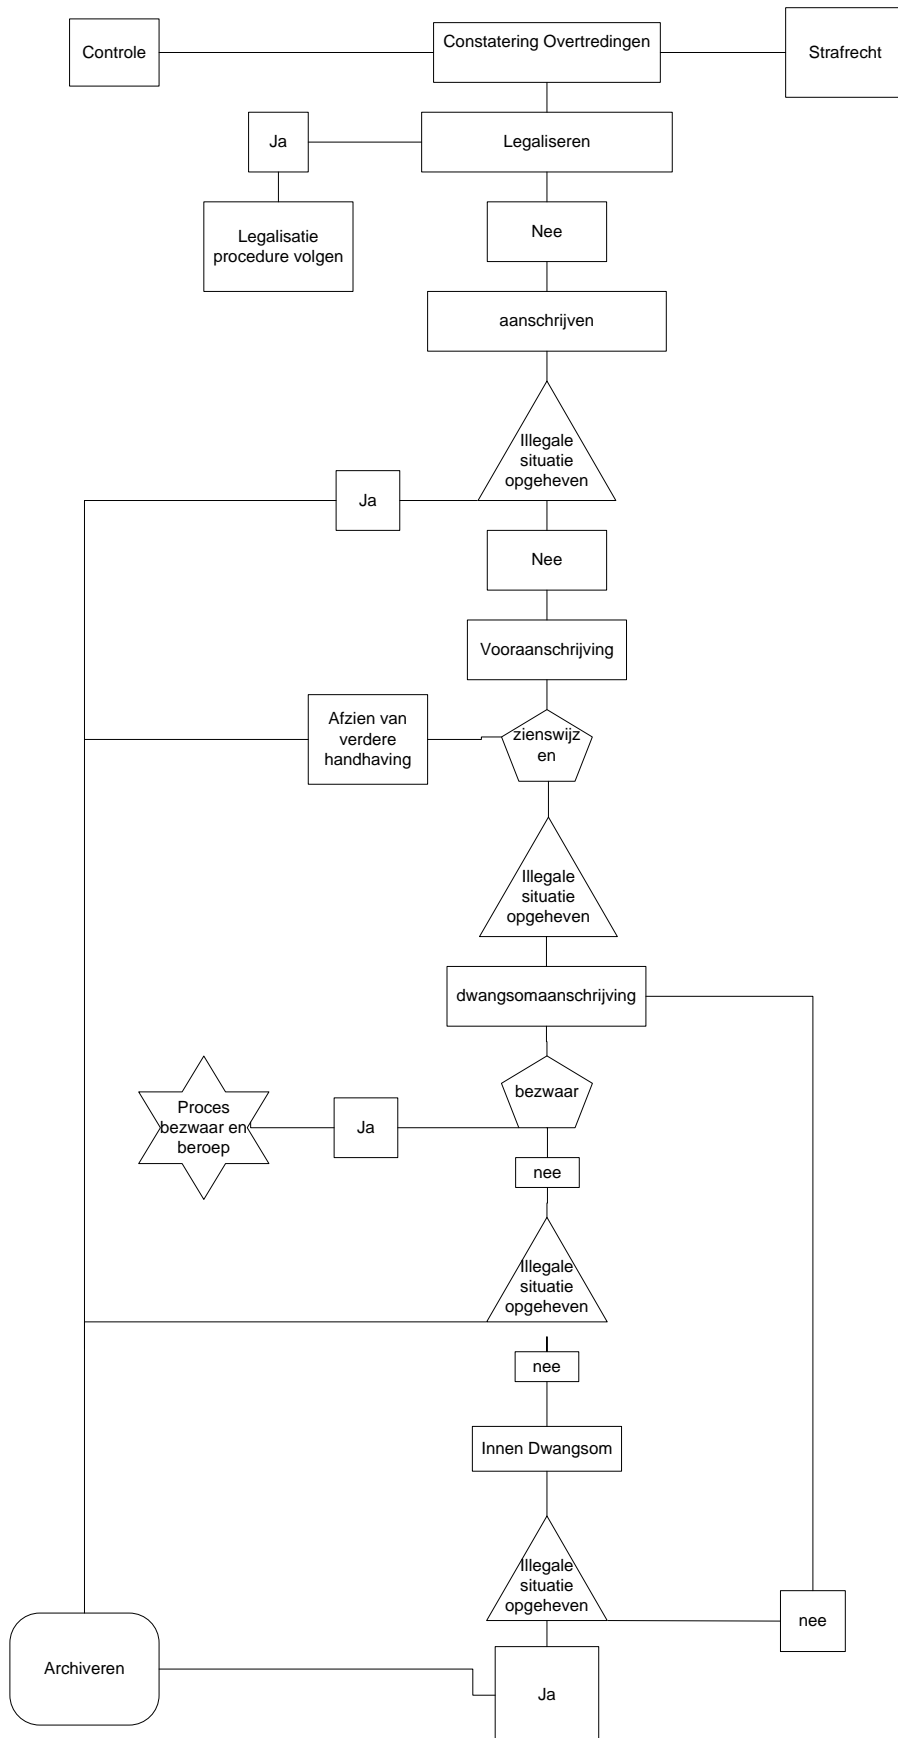 Controle
Constatering Overtredingen
Strafrecht
Ja
Legaliseren
Legalisatie
procedure volgen
Nee
aanschrijven
Illegale
situatie
opgeheven
Ja
Nee
Vooraanschrijving
Afzien van
verdere
handhaving
zienswijz
en
Illegale
situatie
opgeheven
dwangsomaanschrijving
bezwaar
Proces
bezwaar en
beroep
Ja
nee
Illegale
situatie
opgeheven
nee
Innen Dwangsom
Illegale
situatie
opgeheven
nee
Archiveren
Ja